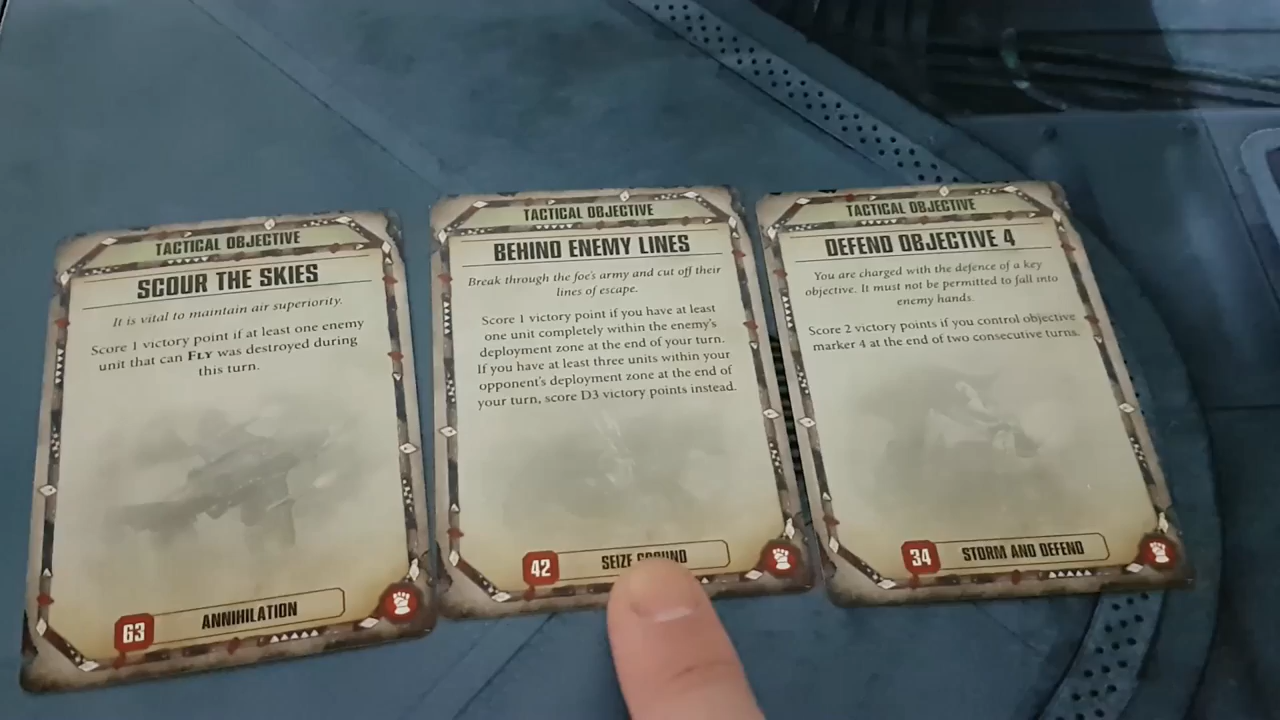 TACTICAL OBJECTIVE
SCOUR THE SKIES
It is vital to maintain air superiority.
Score 1 victory point if at least one enemy
unit that can FLY was destroyed during
this turn.
63
ANNIHILATION
TACTICAL OBJECTIVE
BEHIND ENEMY LINES
Break through the foe's army and cut off their
lines of escape.
Score 1 victory point if you have at least
one unit completely within the enemy's
deployment zone at the end of your turn.
If you have at least three units within your
opponent's deployment zone at the end of
your turn, score D3 victory points instead.
42
SEIZE GROUND
TACTICAL OBJECTIVE
DEFEND OBJECTIVE 4
You are charged with the defence of a key
objective. It must not be permitted to fall into
enemy hands.
Score 2 victory points if you control objective
marker 4 at the end of two consecutive turns.
34
STORM AND DEFEND